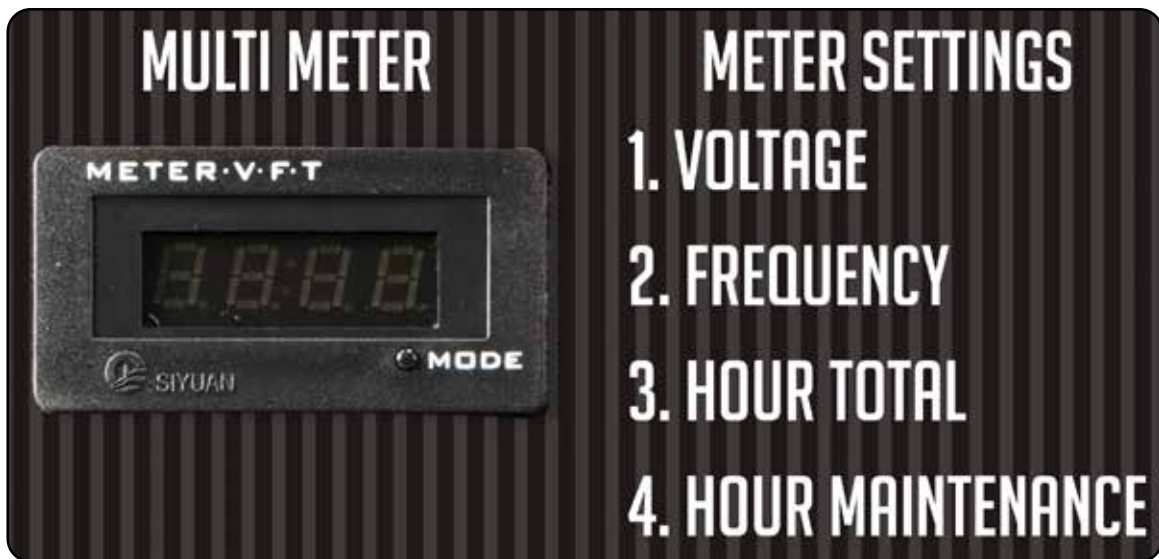 MULTI METER
METER·V·F·T
MODE
SIYUAN
METER SETTINGS
1. VOLTAGE
2. FREQUENCY
3. HOUR TOTAL
4. HOUR MAINTENANCE